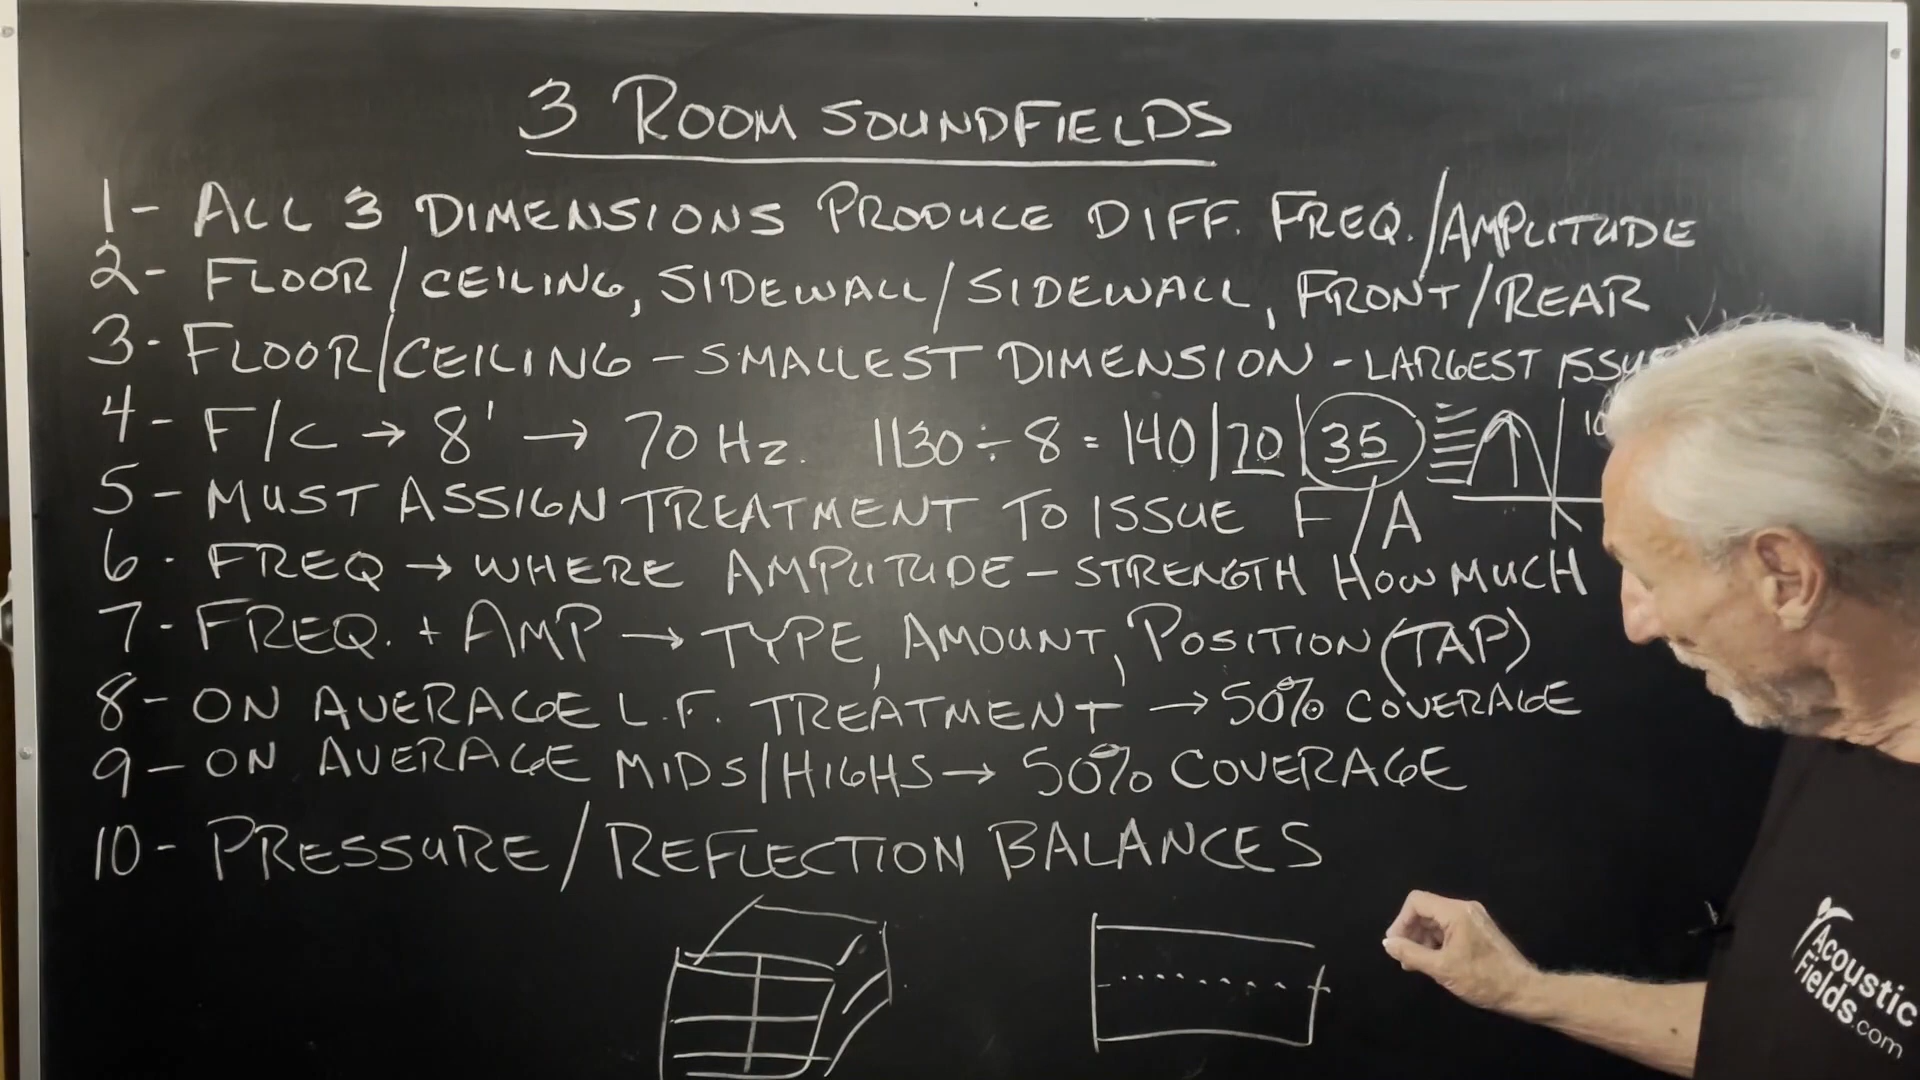 3 ROOM SOUNDFIELDS
1- ALL 3 DIMENSIONS PRODUCE DIFF. FREQ./AMPLITUDE
2- FLOOR/CEILING, SIDEWALL/SIDEWALL, FRONT/REAR
3- FLOOR/CEILING - SMALLEST DIMENSION - LARGEST
4- F/C → 8' → 70 Hz. 1130 ÷ 8 = 140|70|35
5- MUST ASSIGN TREATMENT TO ISSUE F/A
6- FREQ → WHERE AMPLITUDE - STRENGTH HOW MUCH
7- FREQ. + AMP → TYPE, AMOUNT, POSITION (TAP)
8- ON AVERAGE L.F. TREATMENT → 50% COVERAGE
9- ON AVERAGE MIDS/HIGHS → 50% COVERAGE
10- PRESSURE/REFLECTION BALANCES
Acoustic
Fields.com